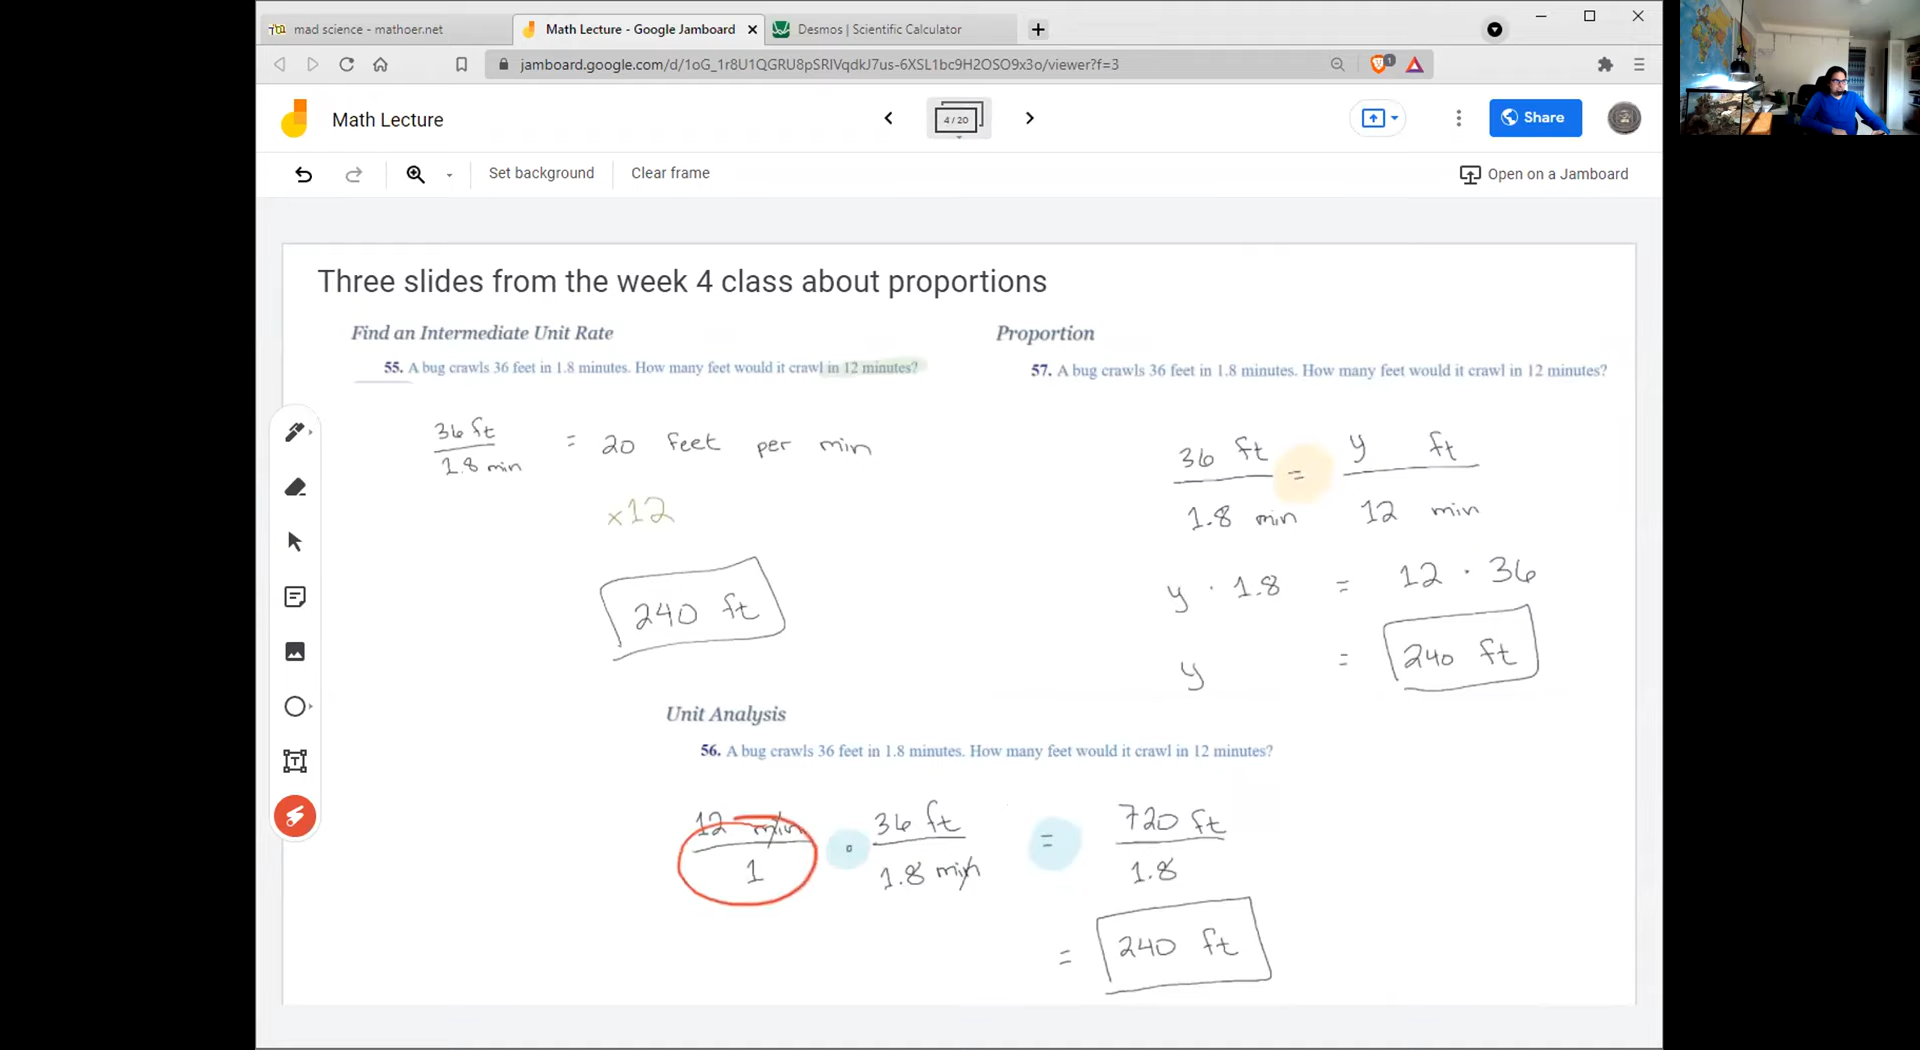 mad science - mathoer.net
Math Lecture - Google Jamboard
Desmos | Scientific Calculator
jamboard.google.com/d/1oG_1r8U1QGRU8pSRIVqdkJ7us-6XSL1bc9H2OSO9x3o/viewer?f=3
1
Math Lecture
4 / 20
Share
Set background
Clear frame
Open on a Jamboard
Three slides from the week 4 class about proportions
Find an Intermediate Unit Rate
55. A bug crawls 36 feet in 1.8 minutes. How many feet would it crawl in 12 minutes?
36 ft
1.8 min
= 20 feet per min
×12
240 ft
Proportion
57. A bug crawls 36 feet in 1.8 minutes. How many feet would it crawl in 12 minutes?
36 ft = y ft
1.8 min 12 min
y · 1.8 = 12 · 36
y = 240 ft
Unit Analysis
56. A bug crawls 36 feet in 1.8 minutes. How many feet would it crawl in 12 minutes?
12 min · 36 ft = 720 ft
1 1.8 min 1.8
= 240 ft